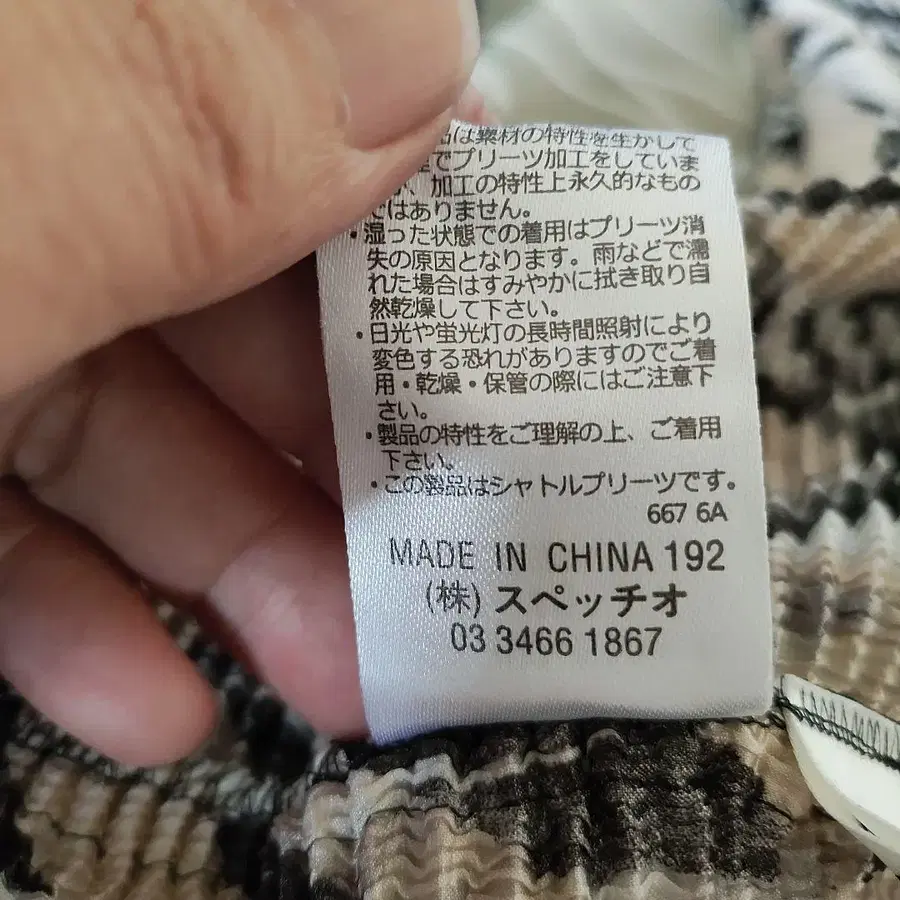 は素材の特性を生かして
でプリーツ加工をしていま
、加工の特性上永久的なもの
ではありません。
・湿った状態での着用はプリーツ消
失の原因となります。雨などで濡
れた場合はすみやかに拭き取り自
然乾燥して下さい。
・日光や蛍光灯の長時間照射により
変色する恐れがありますのでご着
用・乾燥・保管の際にはご注意下
さい。
・製品の特性をご理解の上、ご着用
下さい。
・この製品はシャトルプリーツです。
667 6A
MADE IN CHINA 192
(株) スペッチオ
03 3466 1867